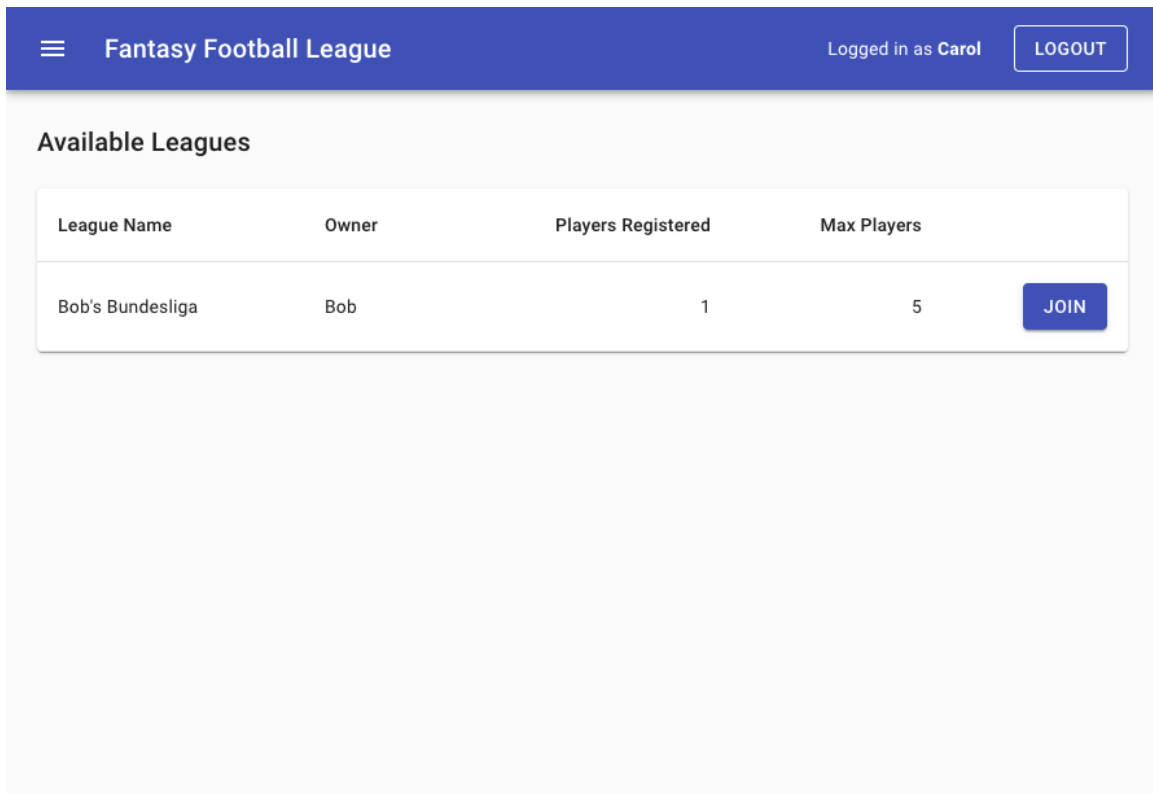 Fantasy Football League Logged in as Carol LOGOUT
Available Leagues
League Name Owner Players Registered Max Players
Bob's Bundesliga Bob 1 5 JOIN